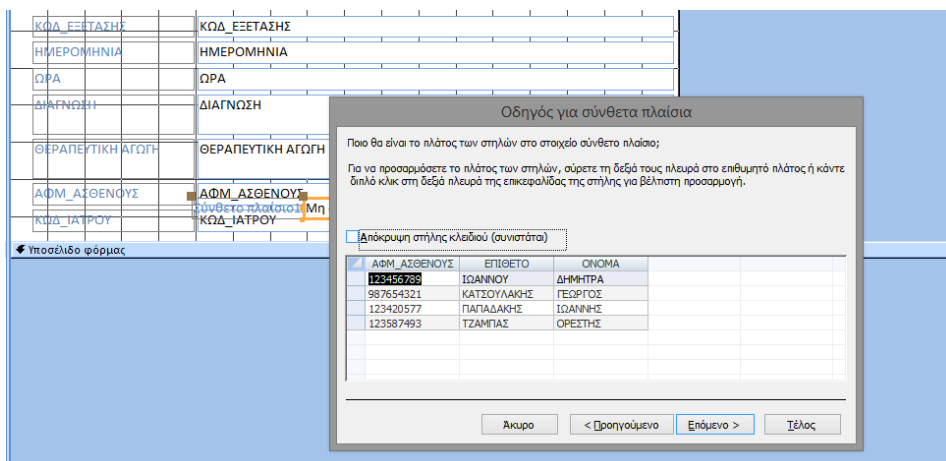 ΚΩΔ_ΕΞΕΤΑΣΗΣ ΚΩΔ_ΕΞΕΤΑΣΗΣ
ΗΜΕΡΟΜΗΝΙΑ ΗΜΕΡΟΜΗΝΙΑ
ΩΡΑ ΩΡΑ
ΔΙΑΓΝΩΣΗ ΔΙΑΓΝΩΣΗ
ΘΕΡΑΠΕΥΤΙΚΗ ΑΓΩΓΗ ΘΕΡΑΠΕΥΤΙΚΗ ΑΓΩΓΗ
ΑΦΜ_ΑΣΘΕΝΟΥΣ ΑΦΜ_ΑΣΘΕΝΟΥΣ
Σύνθετο πλαίσιο1 Μη
ΚΩΔ_ΙΑΤΡΟΥ ΚΩΔ_ΙΑΤΡΟΥ
Υποσέλιδο φόρμας
Οδηγός για σύνθετα πλαίσια
Ποιο θα είναι το πλάτος των στηλών στο στοιχείο σύνθετο πλαίσιο;
Για να προσαρμόσετε το πλάτος των στηλών, σύρετε τη δεξιά τους πλευρά στο επιθυμητό πλάτος ή κάντε
διπλό κλικ στη δεξιά πλευρά της επικεφαλίδας της στήλης για βέλτιστη προσαρμογή.
Απόκρυψη στήλης κλειδιού (συνιστάται)
ΑΦΜ_ΑΣΘΕΝΟΥΣ ΕΠΙΘΕΤΟ ΟΝΟΜΑ
123456789 ΙΩΑΝΝΟΥ ΔΗΜΗΤΡΑ
987654321 ΚΑΤΣΟΥΛΑΚΗΣ ΓΕΩΡΓΟΣ
123420577 ΠΑΠΑΔΑΚΗΣ ΙΩΑΝΝΗΣ
123587493 ΤΖΑΜΠΑΣ ΟΡΕΣΤΗΣ
Άκυρο < Προηγούμενο Επόμενο > Τέλος